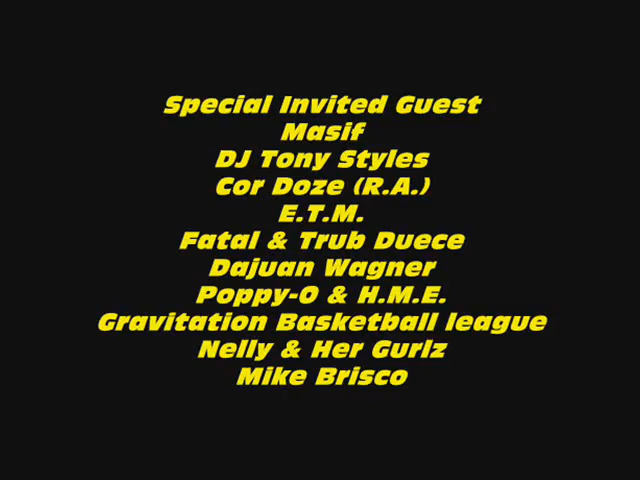 Special Invited Guest
Masif
DJ Tony Styles
Cor Doze (R.A.)
E.T.M.
Fatal & Trub Duece
Dajuan Wagner
Poppy-O & H.M.E.
Gravitation Basketball league
Nelly & Her Gurlz
Mike Brisco